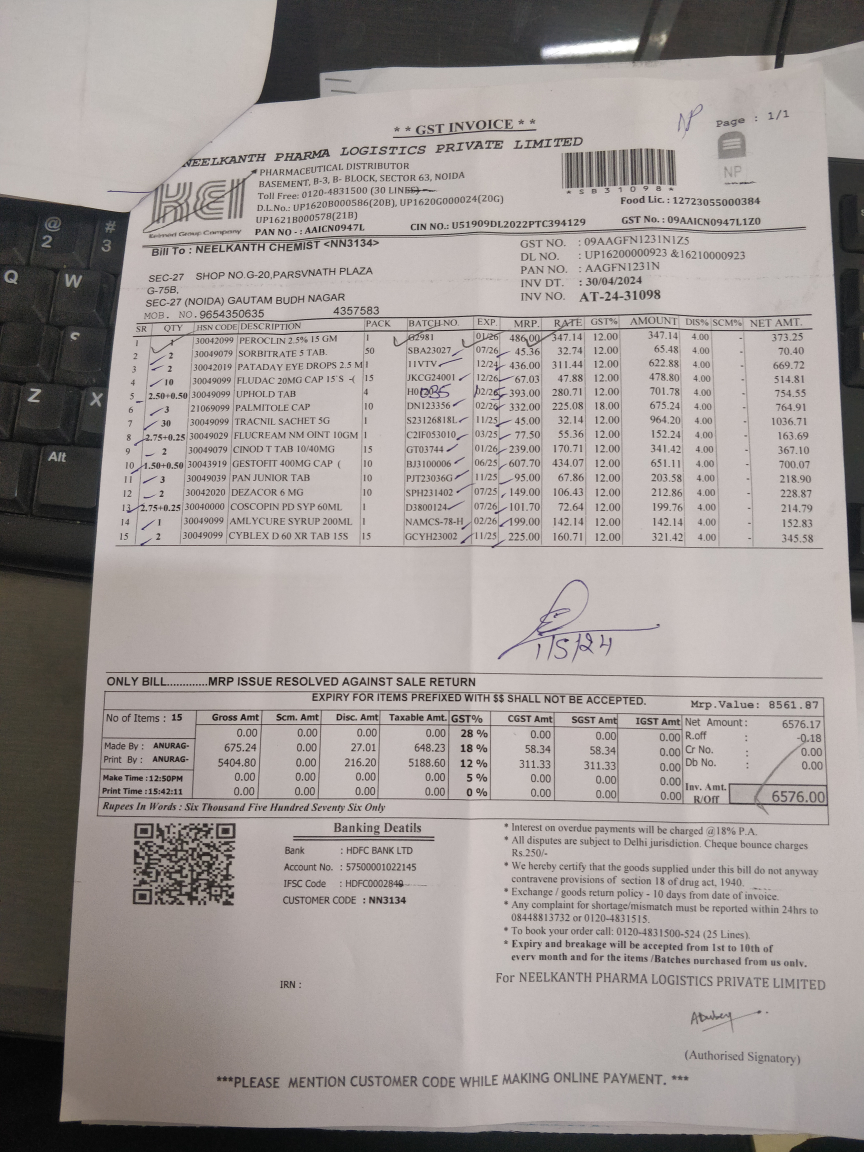 ** GST INVOICE **
Page : 1/1
NP
NEELKANTH PHARMA LOGISTICS PRIVATE LIMITED
PHARMACEUTICAL DISTRIBUTOR
BASEMENT, B-3, B- BLOCK, SECTOR 63, NOIDA
Toll Free: 0120-4831500 (30 LINES)
D.L.No.: UP1620B000586(20B), UP1620G000024(20G)
UP1621B000578(21B)
PAN NO - : AAICN0947L
CIN NO.: U51909DL2022PTC394129
*SB31098*
NP
Food Lic. : 12723055000384
GST No. : 09AAICN0947L1Z0
KEI
Keimed Group Company
Bill To : NEELKANTH CHEMIST <NN3134>
SEC-27 SHOP NO.G-20,PARSVNATH PLAZA
G-75B,
SEC-27 (NOIDA) GAUTAM BUDH NAGAR
MOB. NO.9654350635 4357583
GST NO. : 09AAGFN1231N1Z5
DL NO. : UP16200000923 &16210000923
PAN NO. : AAGFN1231N
INV DT. : 30/04/2024
INV NO. AT-24-31098
SR QTY HSN CODE DESCRIPTION PACK BATCH-NO. EXP. MRP. RATE GST% AMOUNT DIS% SCM% NET AMT.
1 1 30042099 PEROCLIN 2.5% 15 GM 1 G2981 01/26 486.00 347.14 12.00 347.14 4.00 - 373.25
2 2 30049079 SORBITRATE 5 TAB. 50 SBA23027 07/26 45.36 32.74 12.00 65.48 4.00 - 70.40
3 2 30042019 PATADAY EYE DROPS 2.5 M 1 11VTV 12/24 436.00 311.44 12.00 622.88 4.00 - 669.72
4 10 30049099 FLUDAC 20MG CAP 15`S -( 15 JKCG24001 12/26 67.03 47.88 12.00 478.80 4.00 - 514.81
5 2.50+0.50 30049099 UPHOLD TAB 4 02/26 393.00 280.71 12.00 701.78 4.00 - 754.55
6 3 21069099 PALMITOLE CAP 10 DN123356 02/26 332.00 225.08 18.00 675.24 4.00 - 764.91
7 30 30049099 TRACNIL SACHET 5G 1 S23126818L 11/25 45.00 32.14 12.00 964.20 4.00 - 1036.71
8 2.75+0.25 30049029 FLUCREAM NM OINT 10GM 1 C2IF053010 03/25 77.50 55.36 12.00 152.24 4.00 - 163.69
9 2 30049079 CINOD T TAB 10/40MG 15 GT03744 01/26 239.00 170.71 12.00 341.42 4.00 - 367.10
10 1.50+0.50 30043919 GESTOFIT 400MG CAP ( 10 BJ3100006 06/25 607.70 434.07 12.00 651.11 4.00 - 700.07
11 3 30049039 PAN JUNIOR TAB 10 PJT23036G 11/25 95.00 67.86 12.00 203.58 4.00 - 218.90
12 2 30042020 DEZACOR 6 MG 10 SPH231402 07/25 149.00 106.43 12.00 212.86 4.00 - 228.87
13 2.75+0.25 30040000 COSCOPIN PD SYP 60ML 1 D3800124 07/26 101.70 72.64 12.00 199.76 4.00 - 214.79
14 1 30049099 AMLYCURE SYRUP 200ML 1 NAMCS-78-H 02/26 199.00 142.14 12.00 142.14 4.00 - 152.83
15 2 30049099 CYBLEX D 60 XR TAB 15S 15 GCYH23002 11/25 225.00 160.71 12.00 321.42 4.00 - 345.58
1/5/24
ONLY BILL.............MRP ISSUE RESOLVED AGAINST SALE RETURN
EXPIRY FOR ITEMS PREFIXED WITH $$ SHALL NOT BE ACCEPTED.
Mrp.Value: 8561.87
No of Items : 15 Gross Amt Scm. Amt Disc. Amt Taxable Amt. GST% CGST Amt SGST Amt IGST Amt Net Amount: 6576.17
0.00 0.00 0.00 0.00 28 % 0.00 0.00 0.00 R.off : -0.18
Made By : ANURAG- 675.24 0.00 27.01 648.23 18 % 58.34 58.34 0.00 Cr No. : 0.00
Print By : ANURAG- 5404.80 0.00 216.20 5188.60 12 % 311.33 311.33 0.00 Db No. : 0.00
Make Time :12:50PM 0.00 0.00 0.00 0.00 5 % 0.00 0.00 0.00
Print Time :15:42:11 0.00 0.00 0.00 0.00 0 % 0.00 0.00 0.00
Inv. Amt. R/Off 6576.00
Rupees In Words : Six Thousand Five Hundred Seventy Six Only
Banking Deatils
Bank : HDFC BANK LTD
Account No. : 57500001022145
IFSC Code : HDFC0002840
CUSTOMER CODE : NN3134
* Interest on overdue payments will be charged @18% P.A.
* All disputes are subject to Delhi jurisdiction. Cheque bounce charges
Rs.250/-
* We hereby certify that the goods supplied under this bill do not anyway
contravene provisions of section 18 of drug act, 1940.
* Exchange / goods return policy - 10 days from date of invoice.
* Any complaint for shortage/mismatch must be reported within 24hrs to
08448813732 or 0120-4831515.
* To book your order call: 0120-4831500-524 (25 Lines).
* Expiry and breakage will be accepted from 1st to 10th of
every month and for the items /Batches purchased from us only.
IRN :
For NEELKANTH PHARMA LOGISTICS PRIVATE LIMITED
ADubey
(Authorised Signatory)
***PLEASE MENTION CUSTOMER CODE WHILE MAKING ONLINE PAYMENT. ***
@
2
#
3
Q
W
S
Z
X
Alt